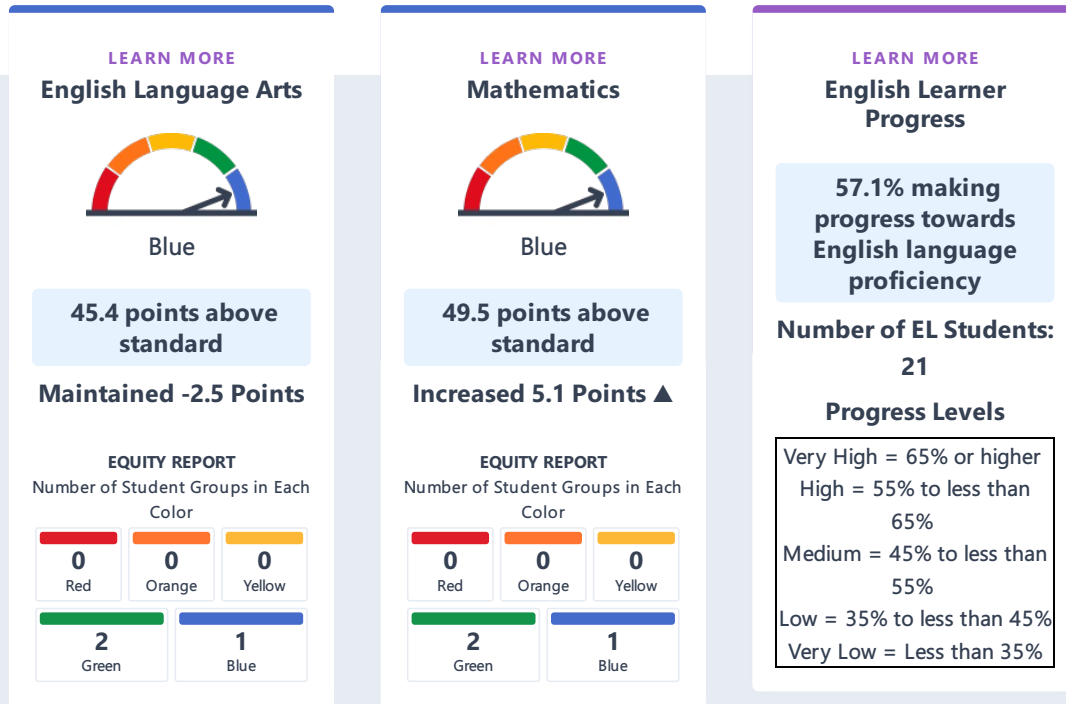 LEARN MORE
English Language Arts
Blue
45.4 points above
standard
Maintained -2.5 Points
EQUITY REPORT
Number of Student Groups in Each
Color
0
Red
0
Orange
0
Yellow
2
Green
1
Blue
LEARN MORE
Mathematics
Blue
49.5 points above
standard
Increased 5.1 Points ▲
EQUITY REPORT
Number of Student Groups in Each
Color
0
Red
0
Orange
0
Yellow
2
Green
1
Blue
LEARN MORE
English Learner
Progress
57.1% making
progress towards
English language
proficiency
Number of EL Students:
21
Progress Levels
Very High = 65% or higher
High = 55% to less than
65%
Medium = 45% to less than
55%
Low = 35% to less than 45%
Very Low = Less than 35%